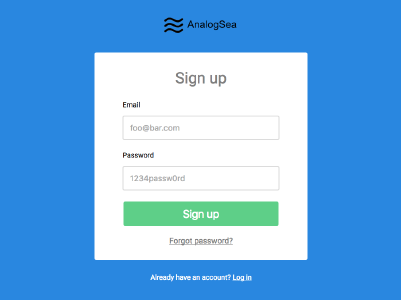 AnalogSea
Sign up
Email
foo@bar.com
Password
1234passw0rd
Sign up
Forgot password?
Already have an account? Log In